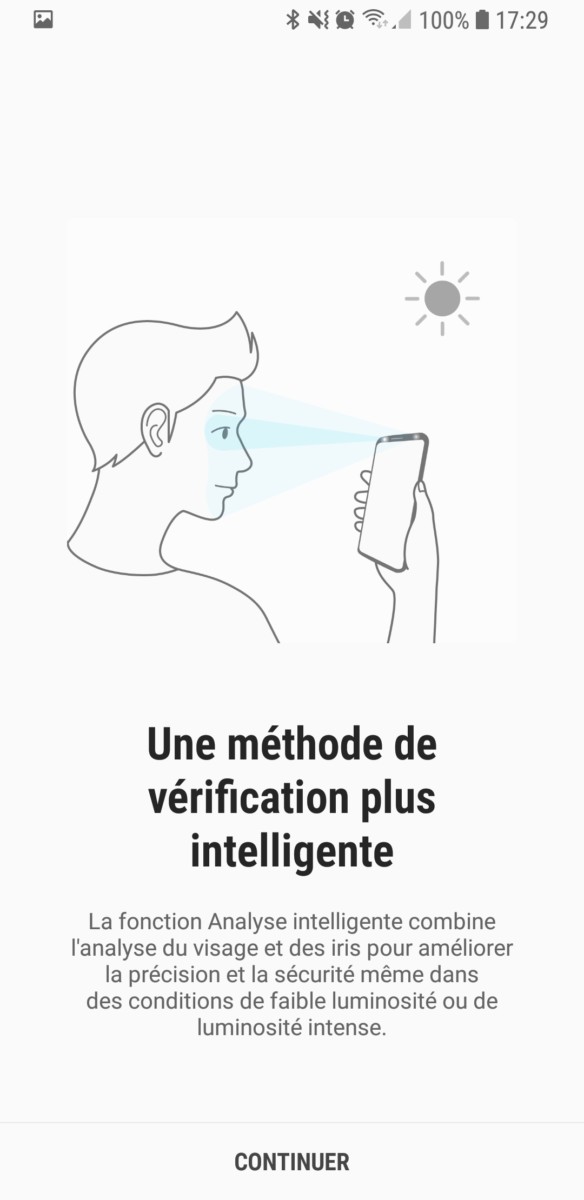 100% 17:29
Une méthode de
vérification plus
intelligente
La fonction Analyse intelligente combine
l'analyse du visage et des iris pour améliorer
la précision et la sécurité même dans
des conditions de faible luminosité ou de
luminosité intense.
CONTINUER